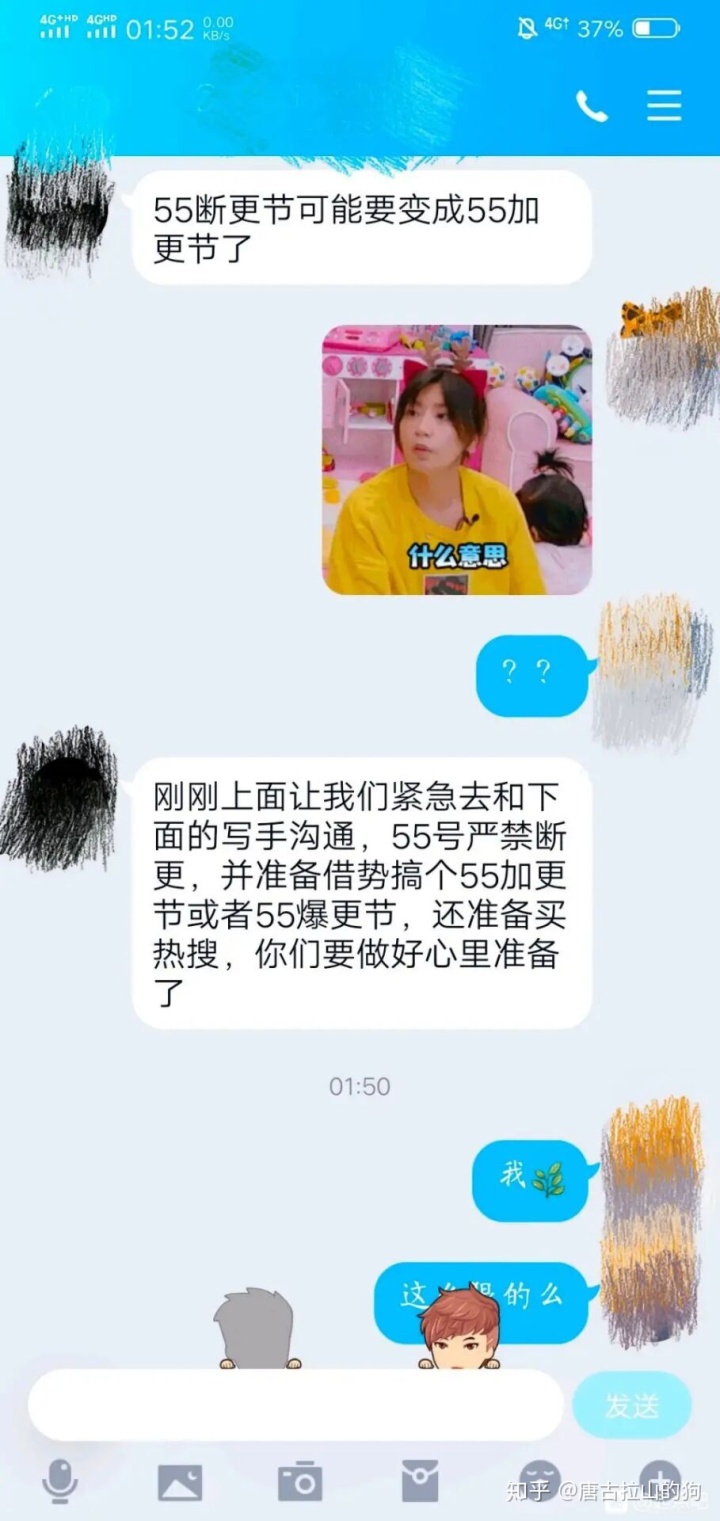 4G+HD 4GHD 01:52 0.00 KB/s 4G↑ 37%
55断更节可能要变成55加
更节了
什么意思
？？
刚刚上面让我们紧急去和下
面的写手沟通，55号严禁断
更，并准备借势搞个55加更
节或者55爆更节，还准备买
热搜，你们要做好心里准备
了
01:50
我🌿
这么狠的么
发送
知乎 @唐古拉山的狗